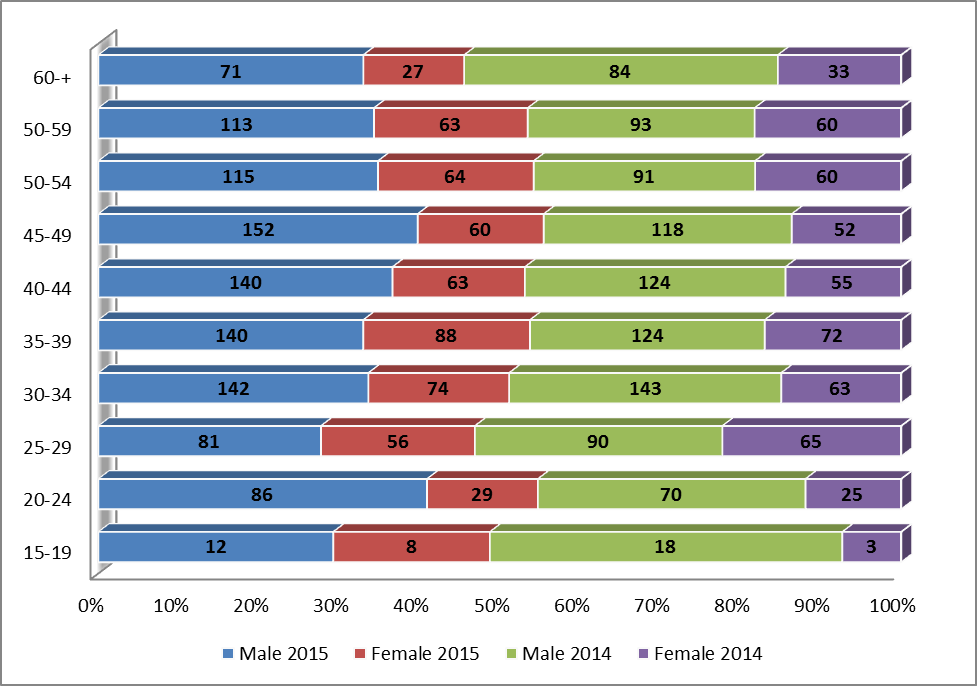 60-+ 71 27 84 33
50-59 113 63 93 60
50-54 115 64 91 60
45-49 152 60 118 52
40-44 140 63 124 55
35-39 140 88 124 72
30-34 142 74 143 63
25-29 81 56 90 65
20-24 86 29 70 25
15-19 12 8 18 3
0% 10% 20% 30% 40% 50% 60% 70% 80% 90% 100%
Male 2015 Female 2015 Male 2014 Female 2014